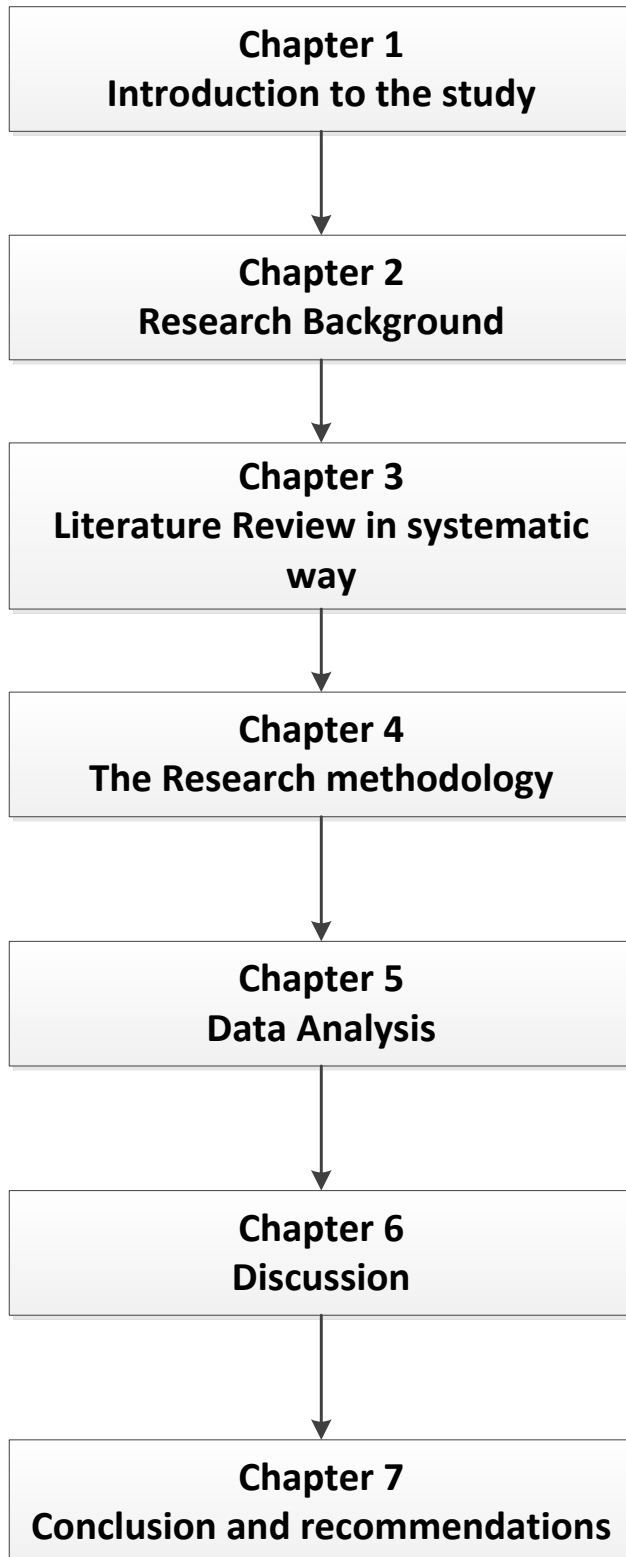 Chapter 1
Introduction to the study
Chapter 2
Research Background
Chapter 3
Literature Review in systematic
way
Chapter 4
The Research methodology
Chapter 5
Data Analysis
Chapter 6
Discussion
Chapter 7
Conclusion and recommendations